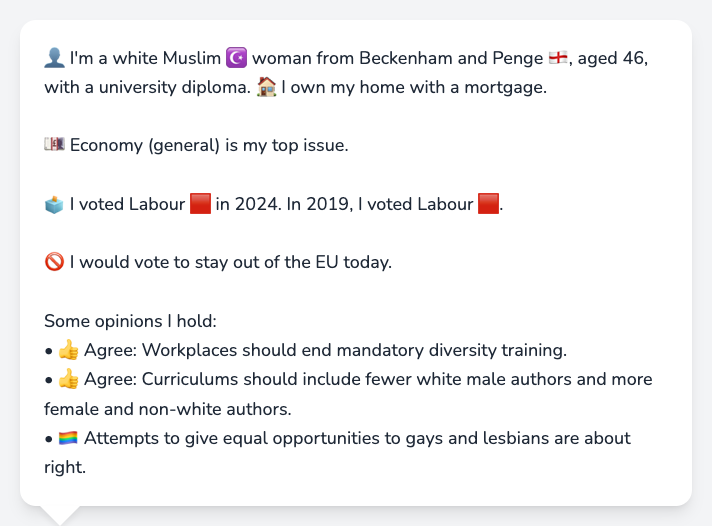 👤 I'm a white Muslim ☪️ woman from Beckenham and Penge 🏴󠁧󠁢󠁥󠁮󠁧󠁿, aged 46,
with a university diploma. 🏠 I own my home with a mortgage.
💷 Economy (general) is my top issue.
🗳️ I voted Labour 🟥 in 2024. In 2019, I voted Labour 🟥.
🚫 I would vote to stay out of the EU today.
Some opinions I hold:
• 👍 Agree: Workplaces should end mandatory diversity training.
• 👍 Agree: Curriculums should include fewer white male authors and more
female and non-white authors.
• 🏳️‍🌈 Attempts to give equal opportunities to gays and lesbians are about
right.